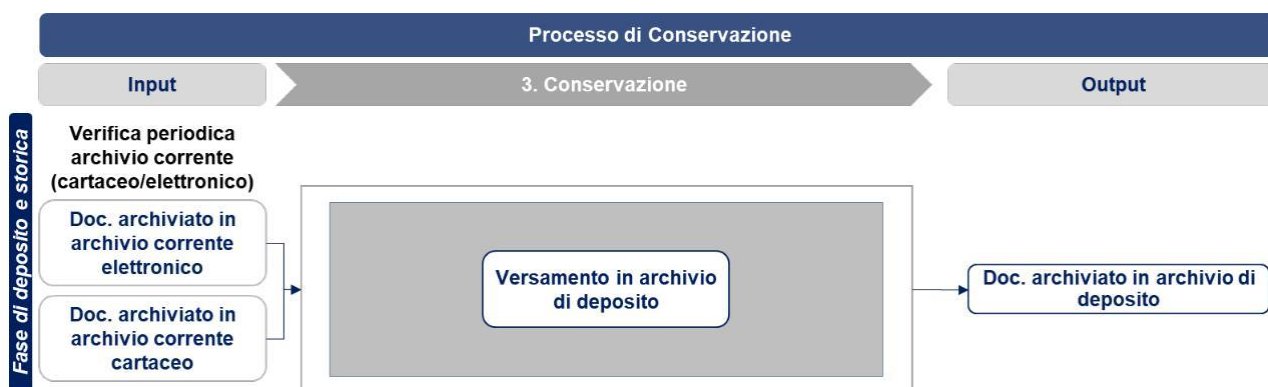 Processo di Conservazione
Input
3. Conservazione
Output
Fase di deposito e storica
Verifica periodica
archivio corrente
(cartaceo/elettronico)
Doc. archiviato in
archivio corrente
elettronico
Doc. archiviato in
archivio corrente
cartaceo
Versamento in archivio
di deposito
Doc. archiviato in archivio di
deposito